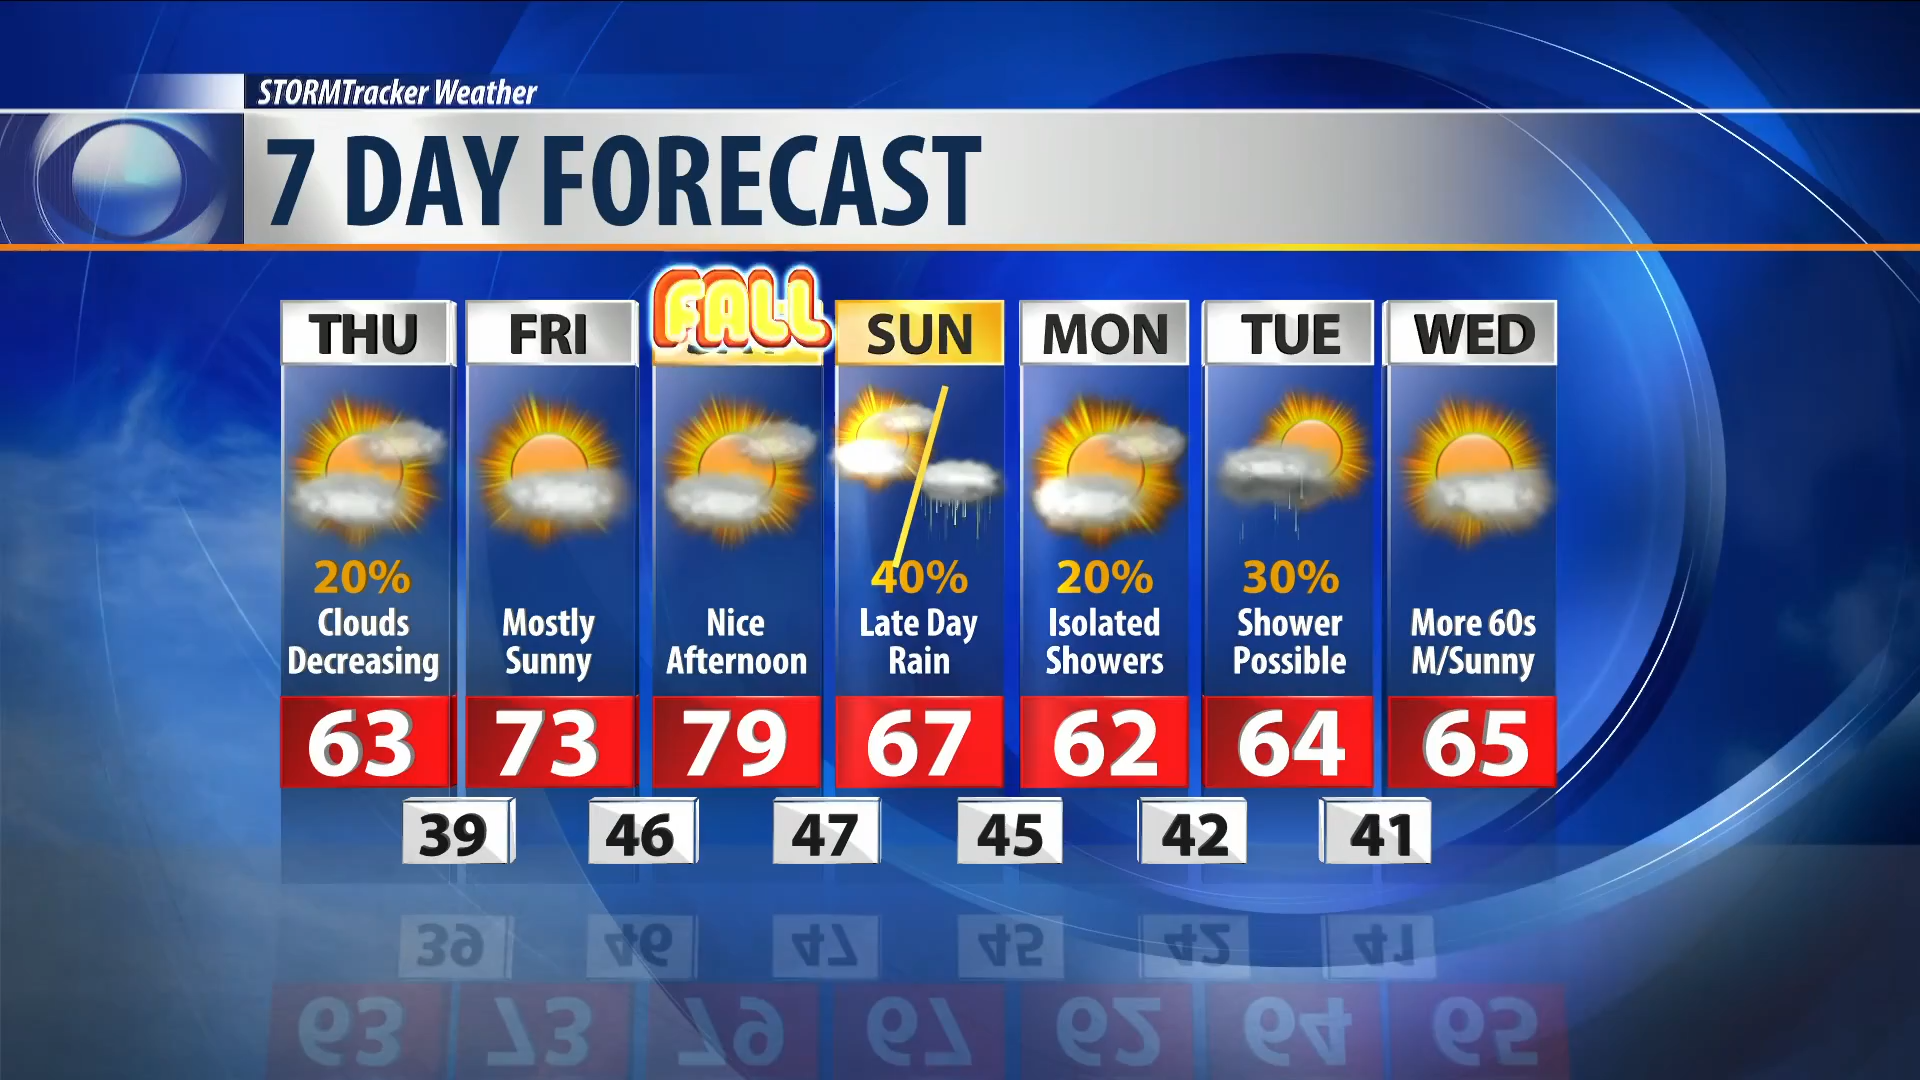 STORMTracker Weather
7 DAY FORECAST
THU
FRI
FALL
SUN
MON
TUE
WED
20%
40%
20%
30%
Clouds
Decreasing
Mostly
Sunny
Nice
Afternoon
Late Day
Rain
Isolated
Showers
Shower
Possible
More 60s
M/Sunny
63
73
79
67
62
64
65
39
46
47
45
42
41